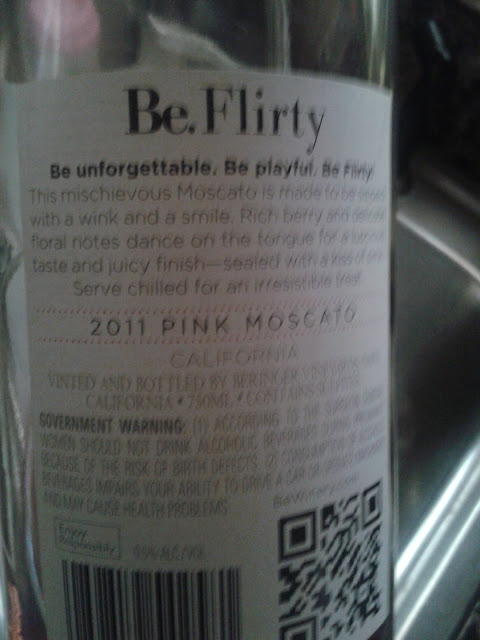 Be.Flirty
Be unforgettable. Be playful. Be Flirty.
This mischievous Moscato is made to be
with a wink and a smile. Rich berry and delicate
floral notes dance on the tongue for a
taste and juicy finish—sealed with a kiss of
Serve chilled for an irresistible treat.
2011 PINK MOSCATO
CALIFORNIA
VINTED AND BOTTLED BY BERINGER VINEYARDS,
CALIFORNIA • 750ML • CONTAINS SULFITES
GOVERNMENT WARNING: (1) ACCORDING TO THE SURGEON GENERAL,
WOMEN SHOULD NOT DRINK ALCOHOLIC BEVERAGES DURING PREGNANCY
BECAUSE OF THE RISK OF BIRTH DEFECTS. (2) CONSUMPTION OF ALCOHOLIC
BEVERAGES IMPAIRS YOUR ABILITY TO DRIVE A CAR OR OPERATE MACHINERY,
AND MAY CAUSE HEALTH PROBLEMS.
BeWinery.com
Enjoy
Responsibly
ALC./VOL.